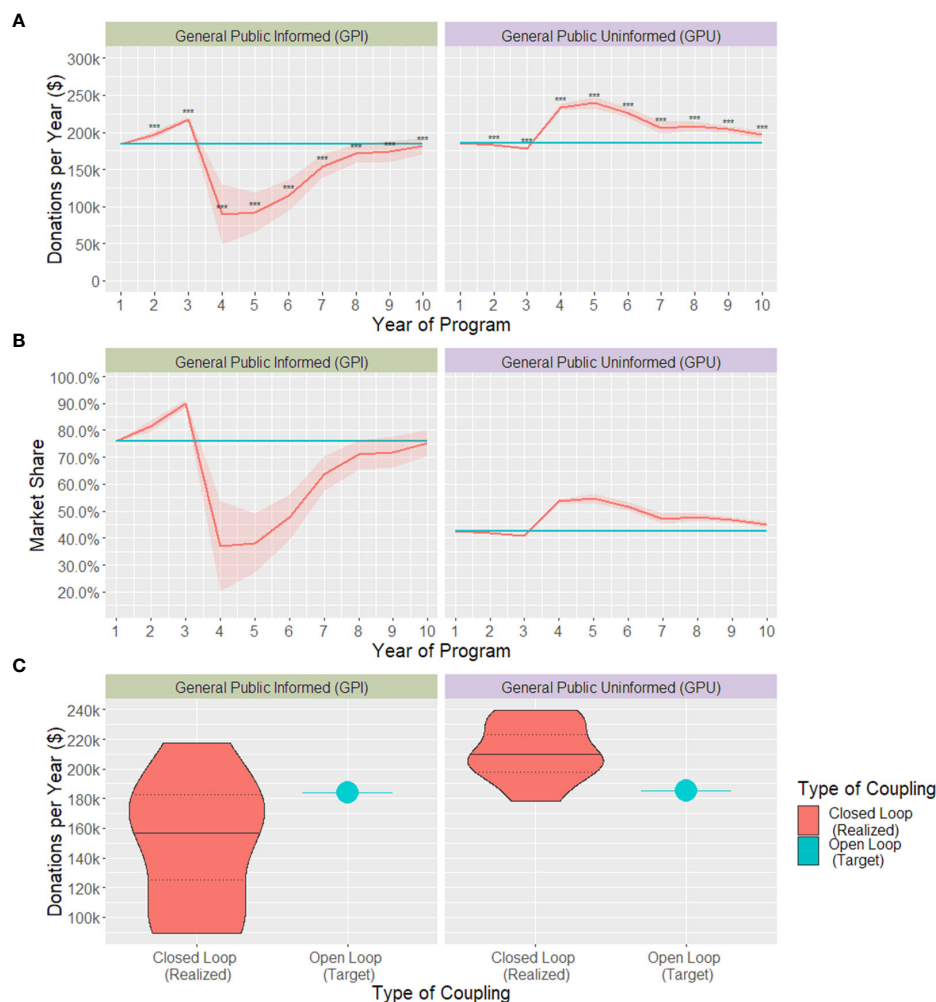 A
General Public Informed (GPI)
General Public Uninformed (GPU)
Donations per Year ($)
300k
250k
200k
150k
100k
50k
0
*** *** *** *** *** *** *** *** ***
*** *** *** *** *** *** *** *** ***
1 2 3 4 5 6 7 8 9 10
1 2 3 4 5 6 7 8 9 10
Year of Program
Year of Program
B
General Public Informed (GPI)
General Public Uninformed (GPU)
Market Share
100.0%
90.0%
80.0%
70.0%
60.0%
50.0%
40.0%
30.0%
20.0%
1 2 3 4 5 6 7 8 9 10
1 2 3 4 5 6 7 8 9 10
Year of Program
Year of Program
C
General Public Informed (GPI)
General Public Uninformed (GPU)
Donations per Year ($)
240k
220k
200k
180k
160k
140k
120k
100k
Closed Loop
(Realized)
Open Loop
(Target)
Closed Loop
(Realized)
Open Loop
(Target)
Type of Coupling
Type of Coupling
Closed Loop
(Realized)
Open Loop
(Target)